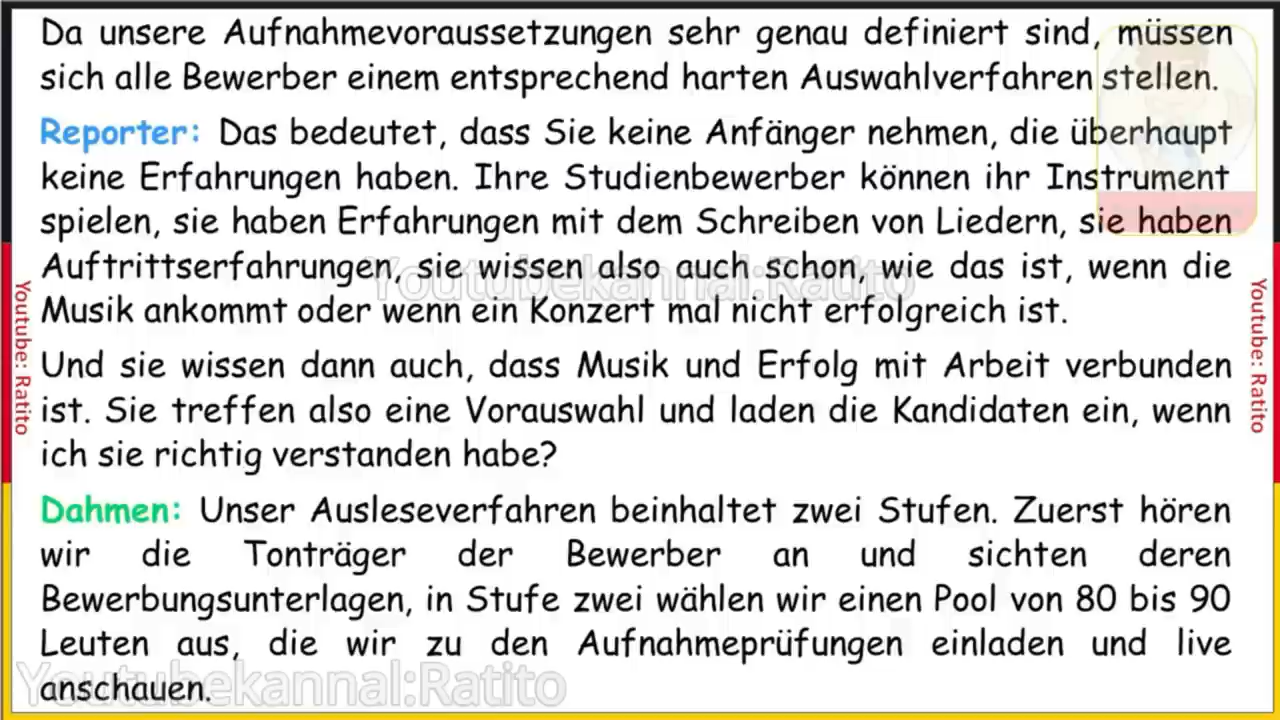 Da unsere Aufnahmevoraussetzungen sehr genau definiert sind, müssen
sich alle Bewerber einem entsprechend harten Auswahlverfahren stellen.
Reporter: Das bedeutet, dass Sie keine Anfänger nehmen, die überhaupt
keine Erfahrungen haben. Ihre Studienbewerber können ihr Instrument
spielen, sie haben Erfahrungen mit dem Schreiben von Liedern, sie haben
Auftrittserfahrungen, sie wissen also auch schon, wie das ist, wenn die
Musik ankommt oder wenn ein Konzert mal nicht erfolgreich ist.
Und sie wissen dann auch, dass Musik und Erfolg mit Arbeit verbunden
ist. Sie treffen also eine Vorauswahl und laden die Kandidaten ein, wenn
ich sie richtig verstanden habe?
Dahmen: Unser Ausleseverfahren beinhaltet zwei Stufen. Zuerst hören
wir die Tonträger der Bewerber an und sichten deren
Bewerbungsunterlagen, in Stufe zwei wählen wir einen Pool von 80 bis 90
Leuten aus, die wir zu den Aufnahmeprüfungen einladen und live
anschauen.
Youtube: Ratito
Youtube: Ratito
Youtubekannal:Ratito
Youtubekannal:Ratito